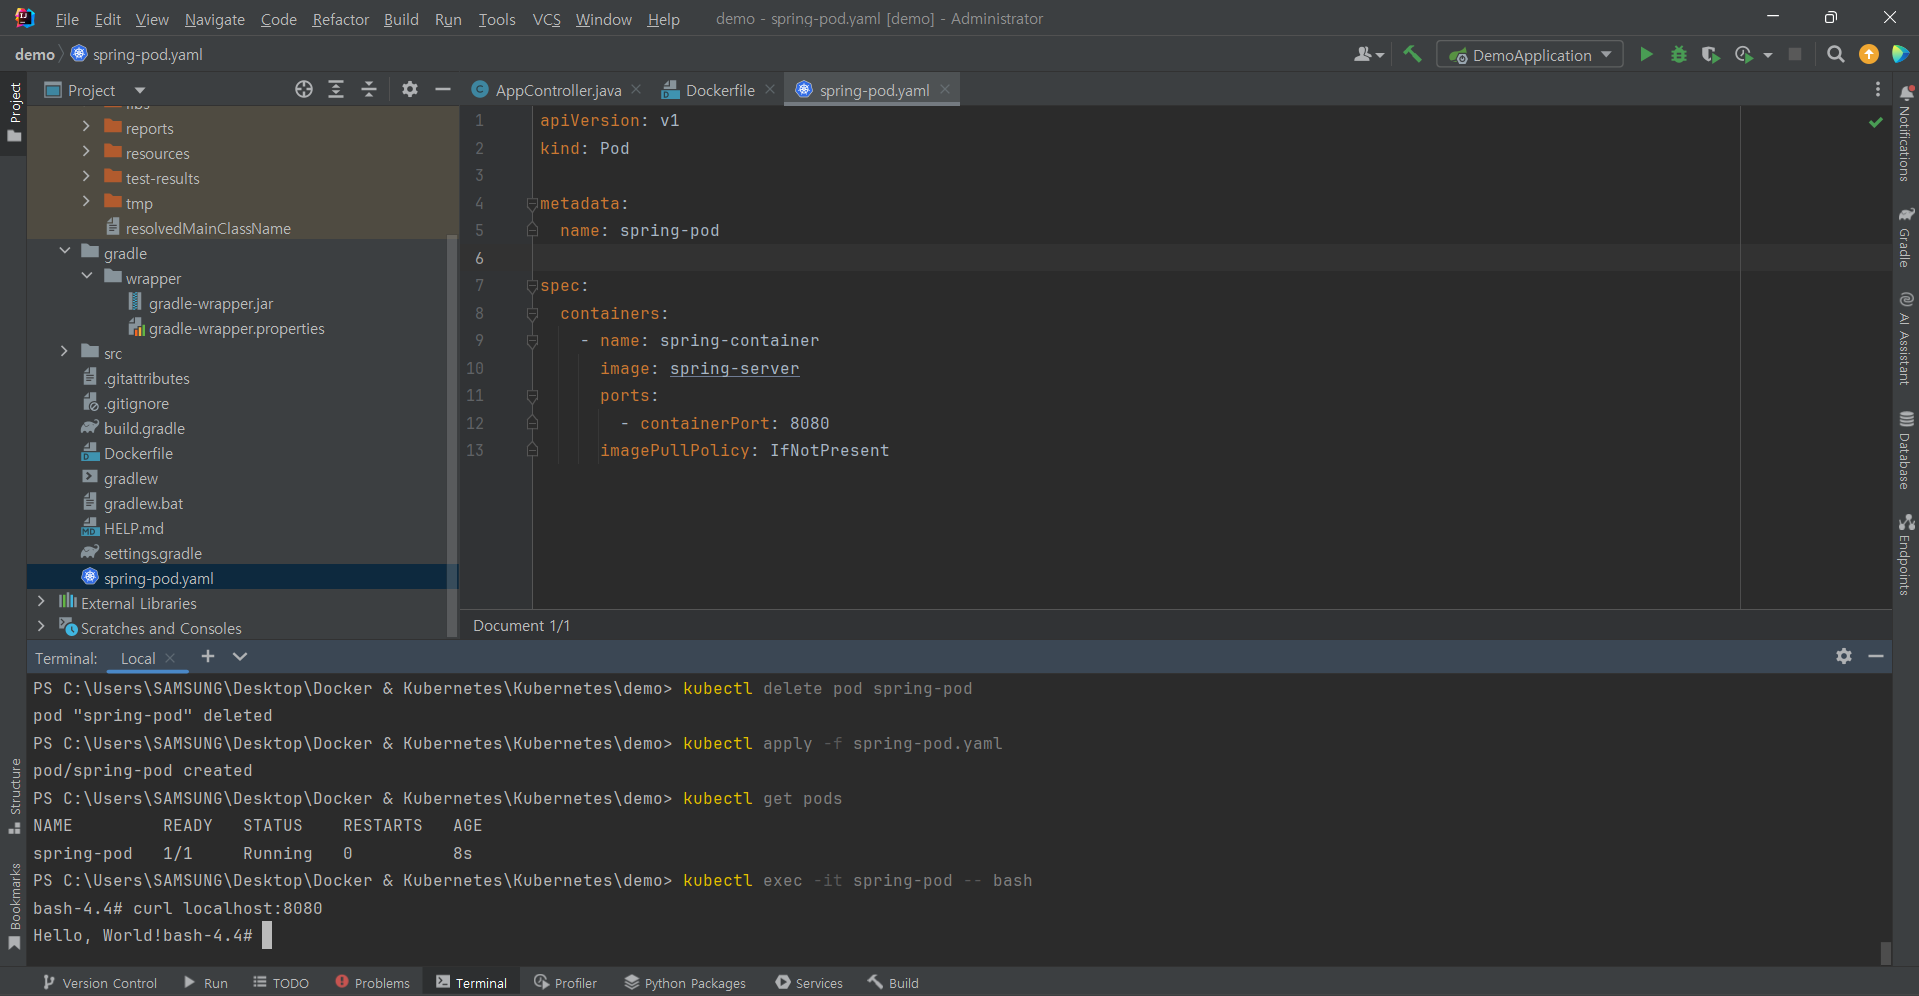 File Edit View Navigate Code Refactor Build Run Tools VCS Window Help demo - spring-pod.yaml [demo] - Administrator
demo spring-pod.yaml
DemoApplication
Project
Project
AppController.java
Dockerfile
spring-pod.yaml
libs
reports
resources
test-results
tmp
resolvedMainClassName
gradle
wrapper
gradle-wrapper.jar
gradle-wrapper.properties
src
.gitattributes
.gitignore
build.gradle
Dockerfile
gradlew
gradlew.bat
HELP.md
settings.gradle
spring-pod.yaml
External Libraries
Scratches and Consoles
1 apiVersion: v1
2 kind: Pod
3
4 metadata:
5 name: spring-pod
6
7 spec:
8 containers:
9 - name: spring-container
10 image: spring-server
11 ports:
12 - containerPort: 8080
13 imagePullPolicy: IfNotPresent
Document 1/1
Notifications
Gradle
AI Assistant
Database
Endpoints
Terminal: Local
PS C:\Users\SAMSUNG\Desktop\Docker & Kubernetes\Kubernetes\demo> kubectl delete pod spring-pod
pod "spring-pod" deleted
PS C:\Users\SAMSUNG\Desktop\Docker & Kubernetes\Kubernetes\demo> kubectl apply -f spring-pod.yaml
pod/spring-pod created
PS C:\Users\SAMSUNG\Desktop\Docker & Kubernetes\Kubernetes\demo> kubectl get pods
NAME READY STATUS RESTARTS AGE
spring-pod 1/1 Running 0 8s
PS C:\Users\SAMSUNG\Desktop\Docker & Kubernetes\Kubernetes\demo> kubectl exec -it spring-pod -- bash
bash-4.4# curl localhost:8080
Hello, World!bash-4.4#
Structure
Bookmarks
Version Control Run TODO Problems Terminal Profiler Python Packages Services Build